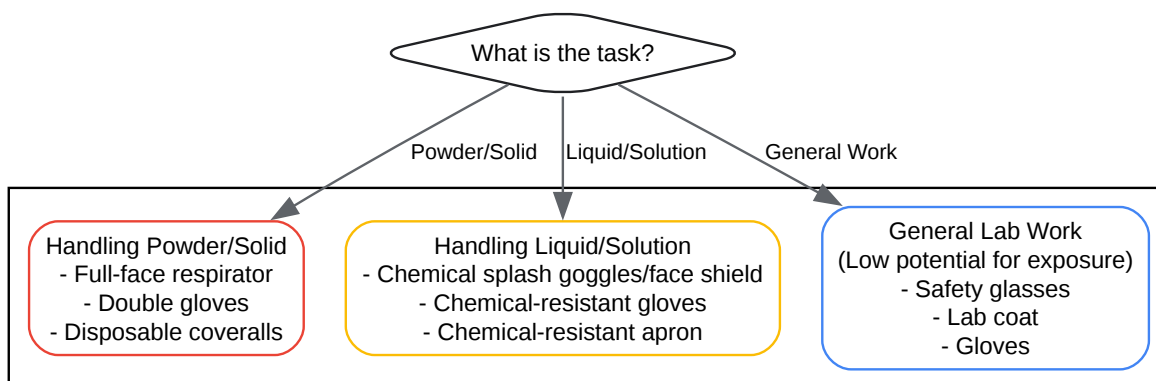 What is the task?
Powder/Solid
Liquid/Solution
General Work
Handling Powder/Solid
- Full-face respirator
- Double gloves
- Disposable coveralls
Handling Liquid/Solution
- Chemical splash goggles/face shield
- Chemical-resistant gloves
- Chemical-resistant apron
General Lab Work
(Low potential for exposure)
- Safety glasses
- Lab coat
- Gloves